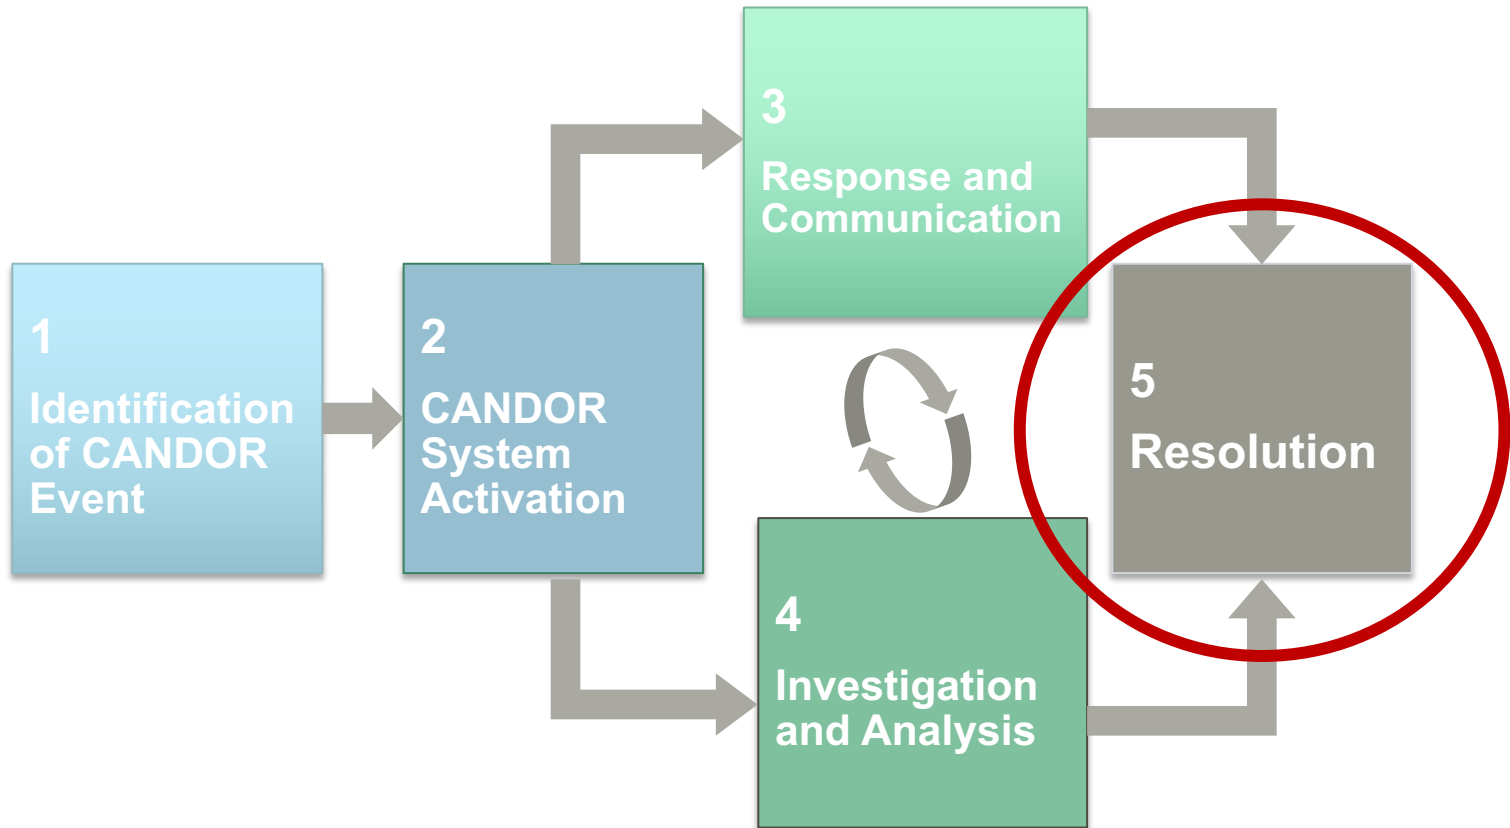 1
Identification
of CANDOR
Event
2
CANDOR
System
Activation
3
Response and
Communication
4
Investigation
and Analysis
5
Resolution